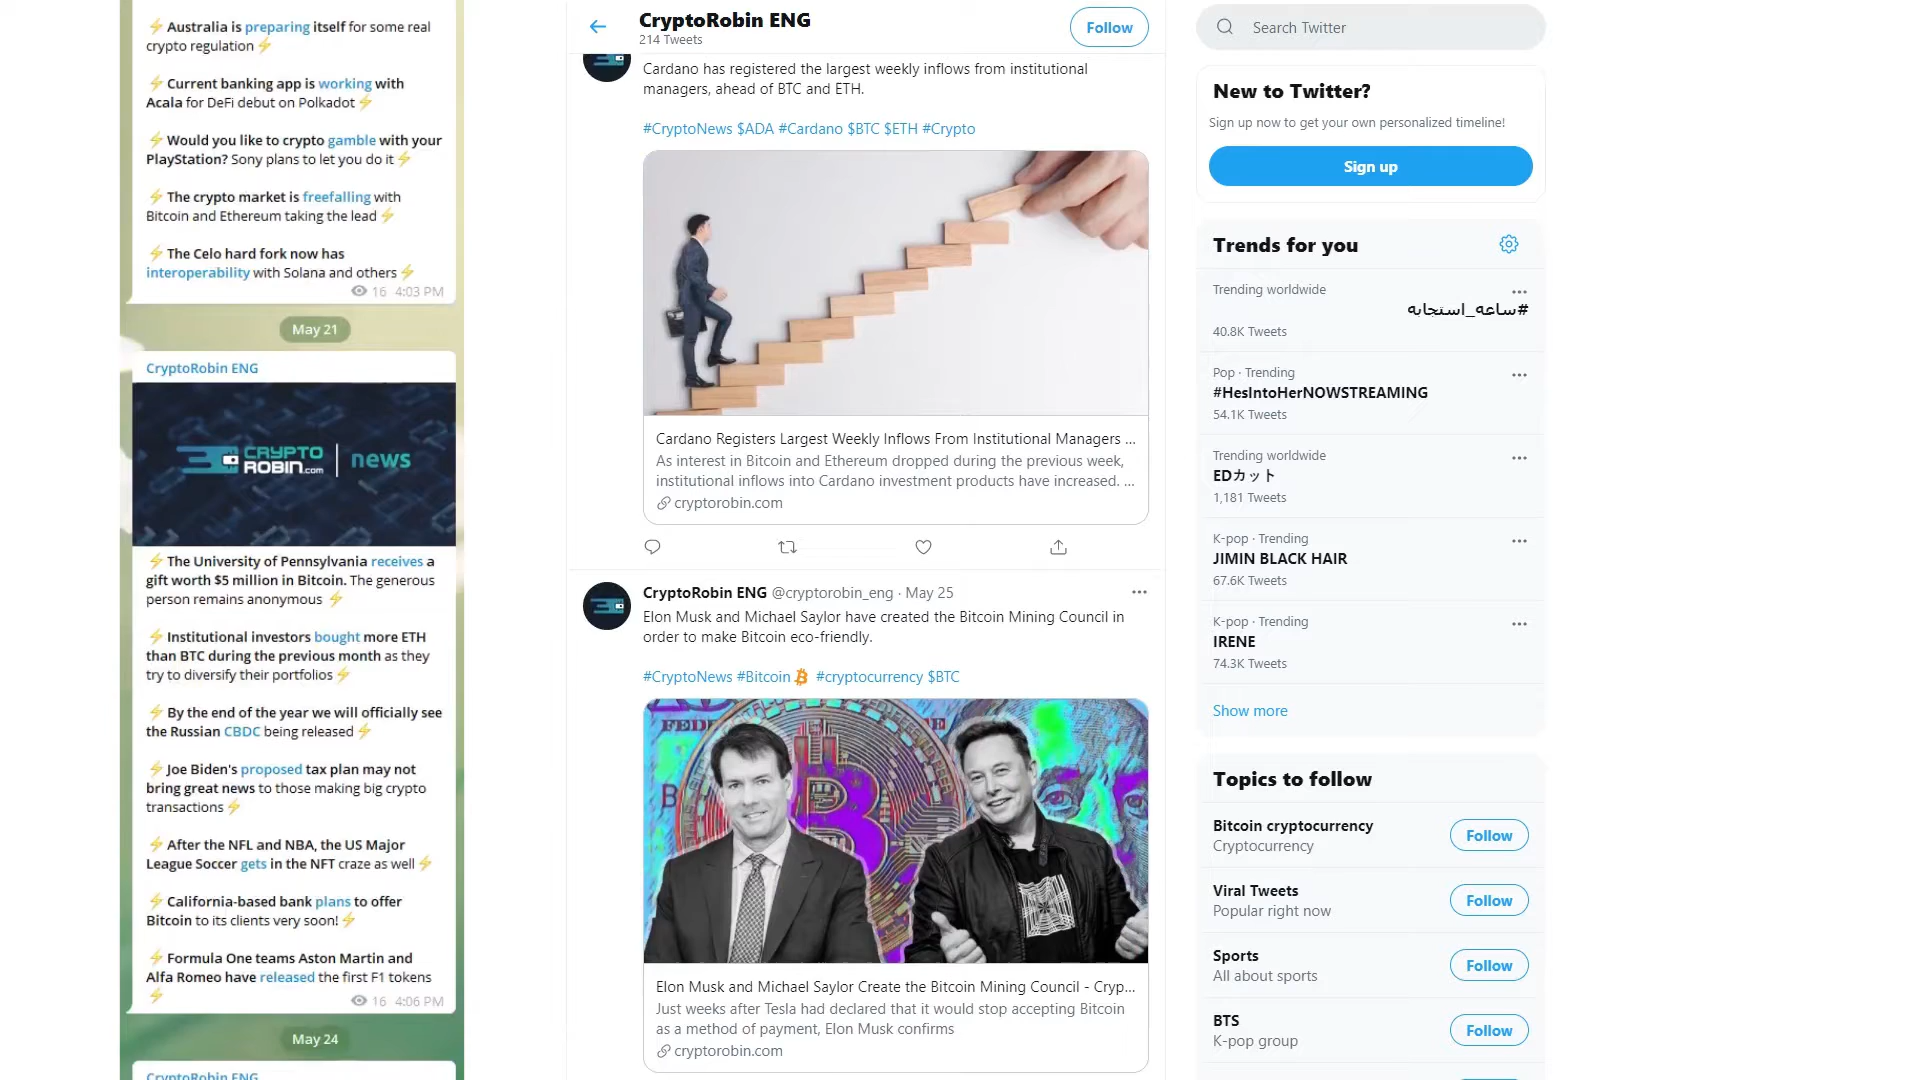 ⚡ Australia is preparing itself for some real
crypto regulation ⚡
⚡ Current banking app is working with
Acala for DeFi debut on Polkadot ⚡
⚡ Would you like to crypto gamble with your
PlayStation? Sony plans to let you do it ⚡
⚡ The crypto market is freefalling with
Bitcoin and Ethereum taking the lead ⚡
⚡ The Celo hard fork now has
interoperability with Solana and others ⚡
16 4:03 PM
May 21
CryptoRobin ENG
CRYPTO
ROBIN.com | news
⚡ The University of Pennsylvania receives a
gift worth $5 million in Bitcoin. The generous
person remains anonymous ⚡
⚡ Institutional investors bought more ETH
than BTC during the previous month as they
try to diversify their portfolios ⚡
⚡ By the end of the year we will officially see
the Russian CBDC being released ⚡
⚡ Joe Biden's proposed tax plan may not
bring great news to those making big crypto
transactions ⚡
⚡ After the NFL and NBA, the US Major
League Soccer gets in the NFT craze as well ⚡
⚡ California-based bank plans to offer
Bitcoin to its clients very soon! ⚡
⚡ Formula One teams Aston Martin and
Alfa Romeo have released the first F1 tokens
⚡
16 4:06 PM
May 24
CryptoRobin ENG
CryptoRobin ENG
214 Tweets
Follow
Cardano has registered the largest weekly inflows from institutional
managers, ahead of BTC and ETH.
#CryptoNews $ADA #Cardano $BTC $ETH #Crypto
Cardano Registers Largest Weekly Inflows From Institutional Managers ...
As interest in Bitcoin and Ethereum dropped during the previous week,
institutional inflows into Cardano investment products have increased. ...
cryptorobin.com
CryptoRobin ENG @cryptorobin_eng · May 25
Elon Musk and Michael Saylor have created the Bitcoin Mining Council in
order to make Bitcoin eco-friendly.
#CryptoNews #Bitcoin #cryptocurrency $BTC
Elon Musk and Michael Saylor Create the Bitcoin Mining Council - Cryp...
Just weeks after Tesla had declared that it would stop accepting Bitcoin
as a method of payment, Elon Musk confirms
cryptorobin.com
Search Twitter
New to Twitter?
Sign up now to get your own personalized timeline!
Sign up
Trends for you
Trending worldwide
#ساعه_استجابه
40.8K Tweets
Pop · Trending
#HesIntoHerNOWSTREAMING
54.1K Tweets
Trending worldwide
EDカット
1,181 Tweets
K-pop · Trending
JIMIN BLACK HAIR
67.6K Tweets
K-pop · Trending
IRENE
74.3K Tweets
Show more
Topics to follow
Bitcoin cryptocurrency
Cryptocurrency
Follow
Viral Tweets
Popular right now
Follow
Sports
All about sports
Follow
BTS
K-pop group
Follow